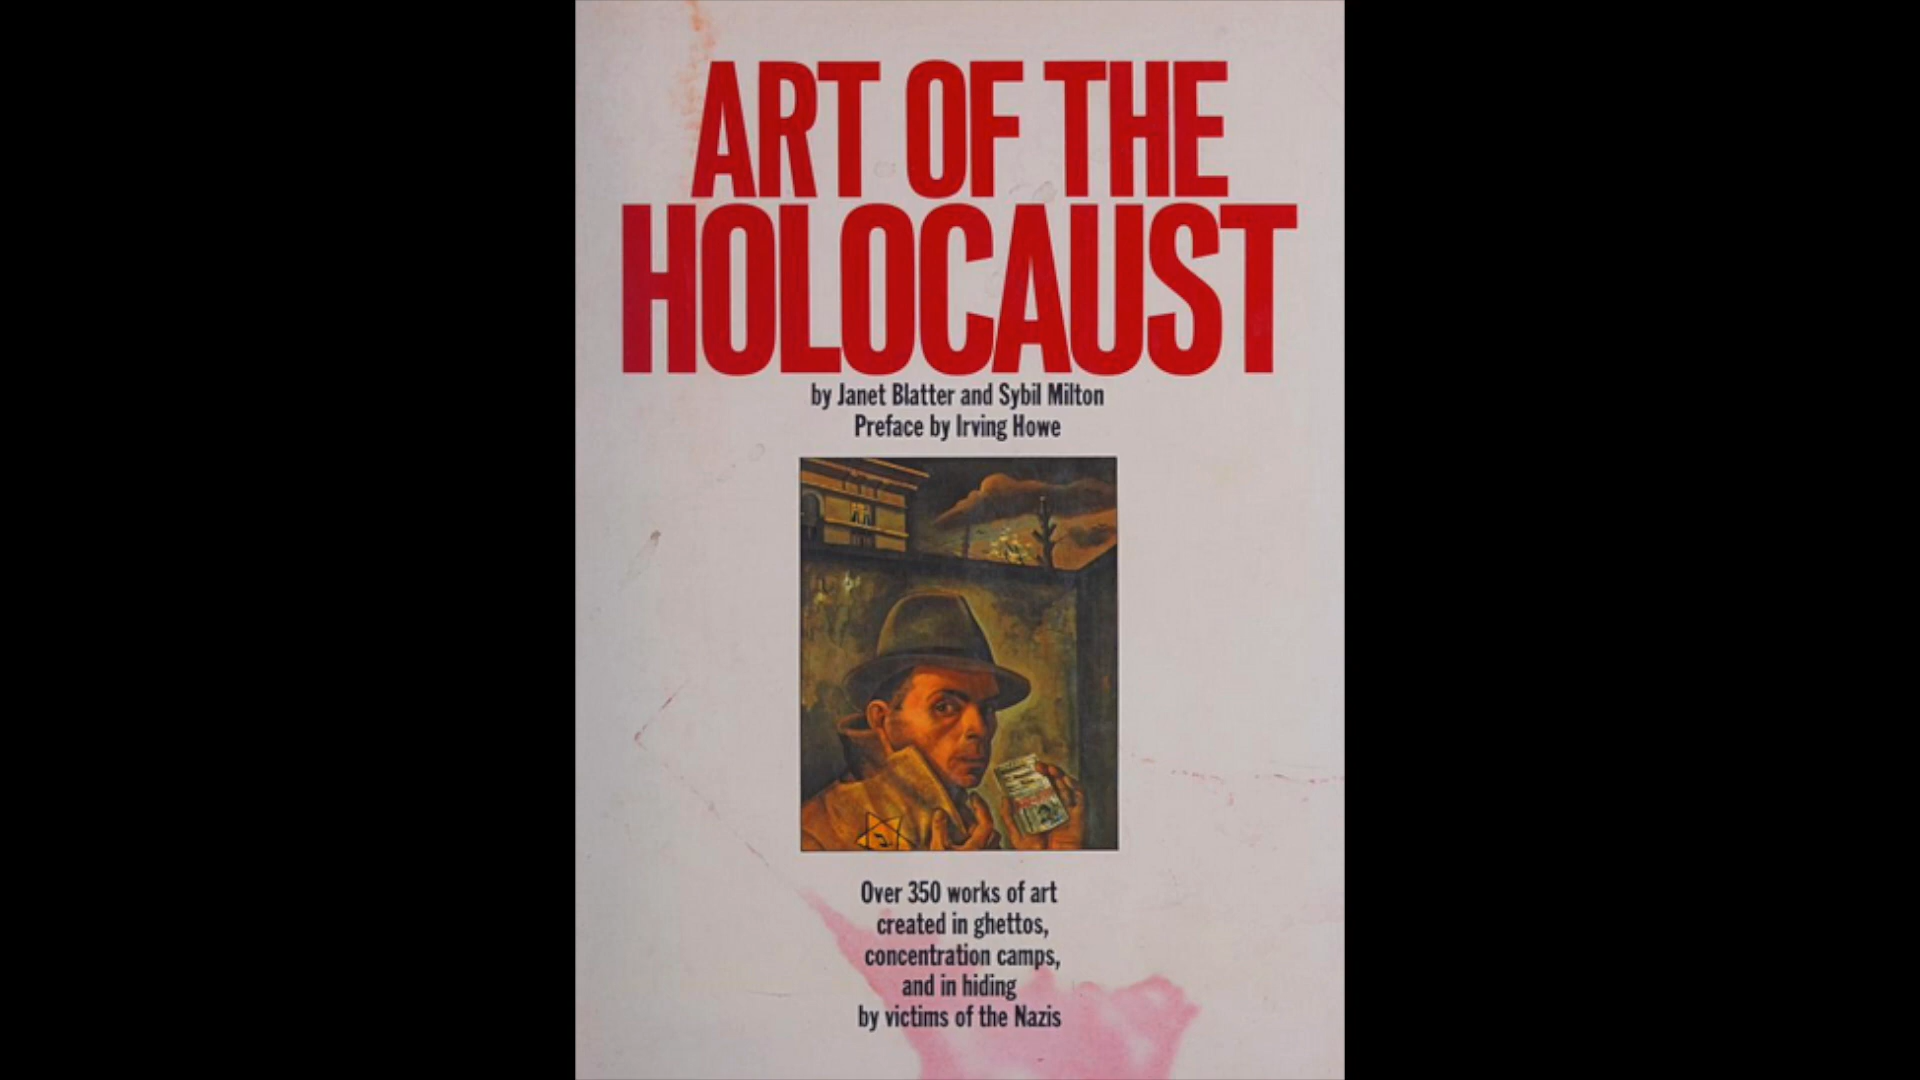 ART OF THE
HOLOCAUST
by Janet Blatter and Sybil Milton
Preface by Irving Howe
Over 350 works of art
created in ghettos,
concentration camps,
and in hiding
by victims of the Nazis